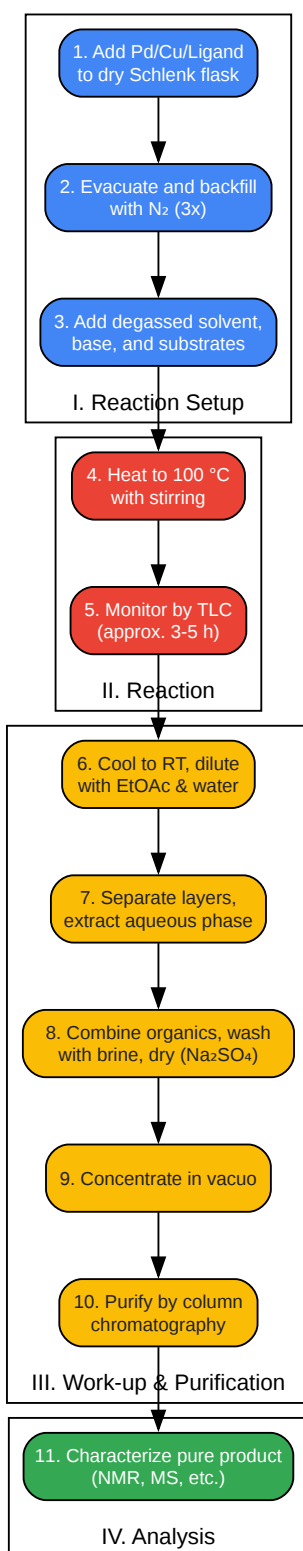 1. Add Pd/Cu/Ligand
to dry Schlenk flask
2. Evacuate and backfill
with N₂ (3x)
3. Add degassed solvent,
base, and substrates
I. Reaction Setup
4. Heat to 100 °C
with stirring
5. Monitor by TLC
(approx. 3-5 h)
II. Reaction
6. Cool to RT, dilute
with EtOAc & water
7. Separate layers,
extract aqueous phase
8. Combine organics, wash
with brine, dry (Na₂SO₄)
9. Concentrate in vacuo
10. Purify by column
chromatography
III. Work-up & Purification
11. Characterize pure product
(NMR, MS, etc.)
IV. Analysis